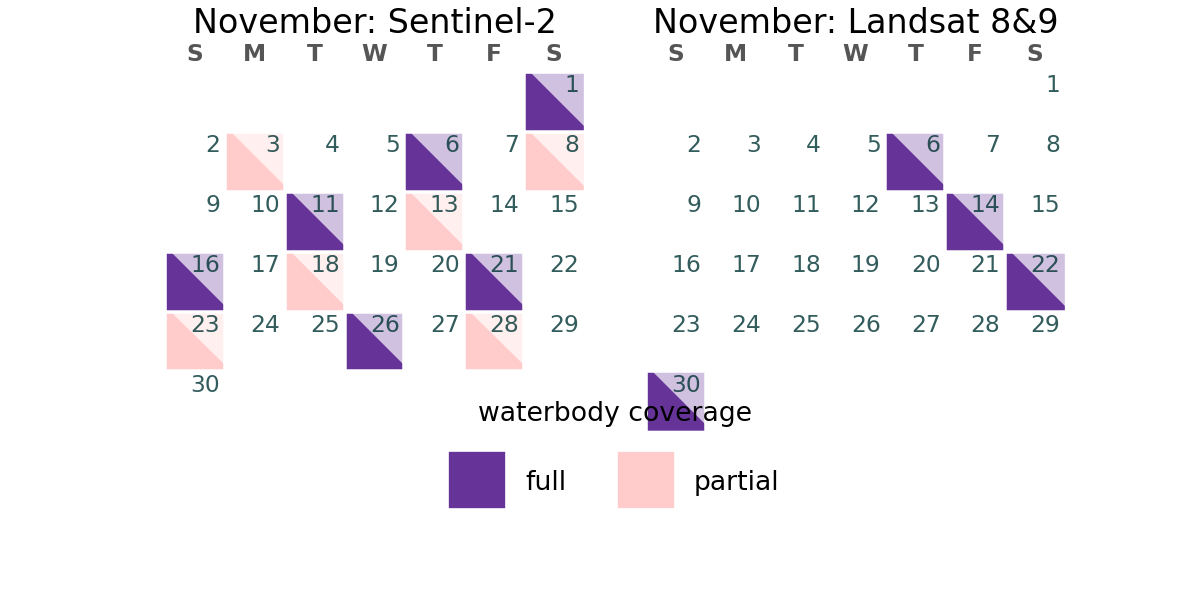 November: Sentinel-2
S M T W T F S
1
2 3 4 5 6 7 8
9 10 11 12 13 14 15
16 17 18 19 20 21 22
23 24 25 26 27 28 29
30
November: Landsat 8&9
S M T W T F S
1
2 3 4 5 6 7 8
9 10 11 12 13 14 15
16 17 18 19 20 21 22
23 24 25 26 27 28 29
30
waterbody coverage
full partial